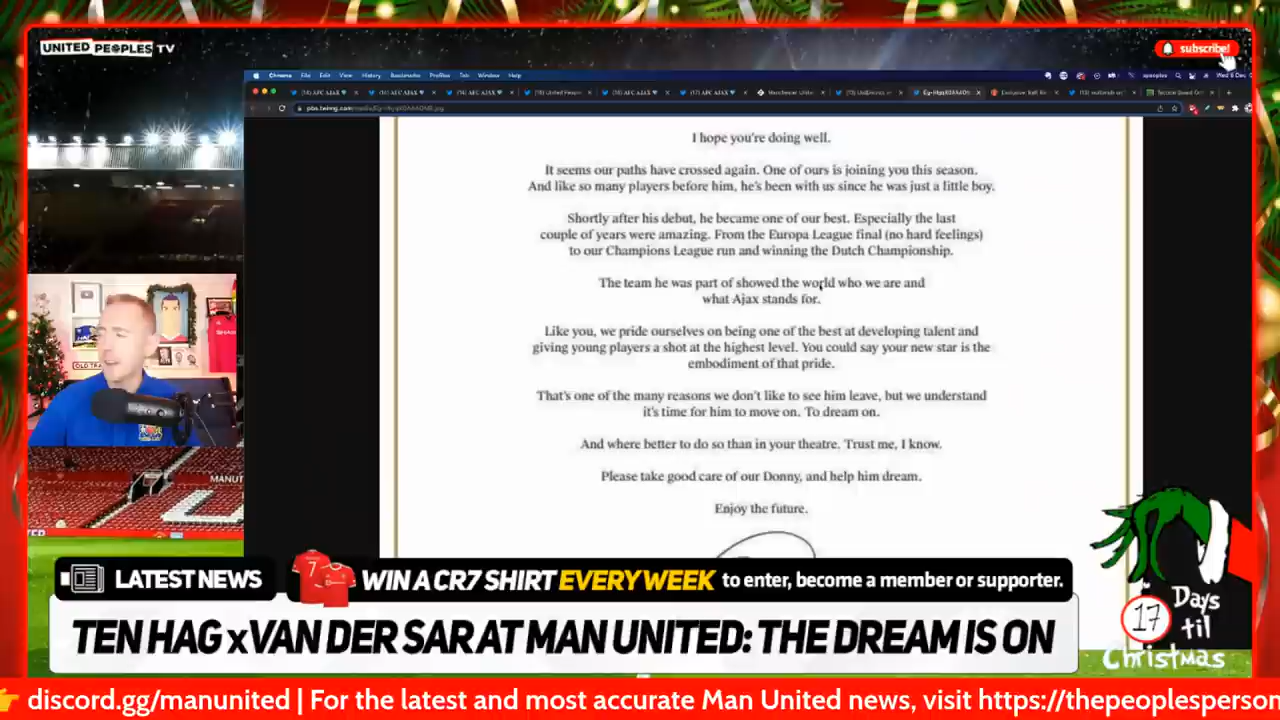 UNITED PEOPLES TV
subscribe!
Chrome File Edit View History Bookmarks Profiles Tab Window Help
I hope you're doing well.
It seems our paths have crossed again. One of ours is joining you this season.
And like so many players before him, he's been with us since he was just a little boy.
Shortly after his debut, he became one of our best. Especially the last
couple of years were amazing. From the Europa League final (no hard feelings)
to our Champions League run and winning the Dutch Championship.
The team he was part of showed the world who we are and
what Ajax stands for.
Like you, we pride ourselves on being one of the best at developing talent and
giving young players a shot at the highest level. You could say your new star is the
embodiment of that pride.
That's one of the many reasons we don't like to see him leave, but we understand
it's time for him to move on. To dream on.
And where better to do so than in your theatre. Trust me, I know.
Please take good care of our Donny, and help him dream.
Enjoy the future.
LATEST NEWS
WIN A CR7 SHIRT EVERY WEEK to enter, become a member or supporter.
TEN HAG x VAN DER SAR AT MAN UNITED: THE DREAM IS ON
17 Days
til
Christmas
discord.gg/manunited | For the latest and most accurate Man United news, visit https://thepeoplesperson